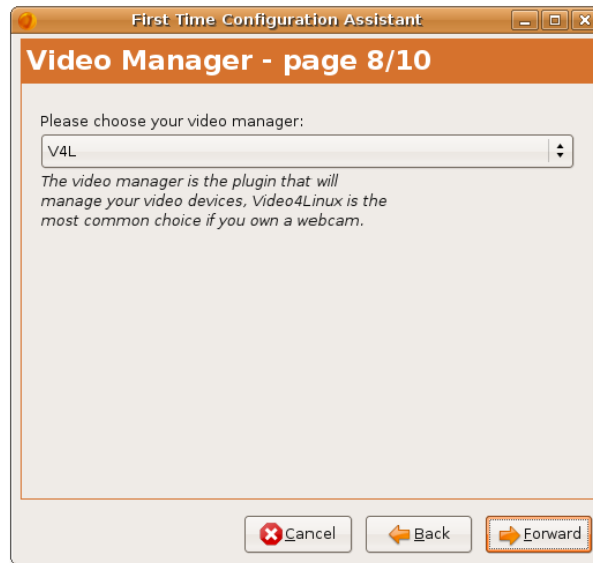 First Time Configuration Assistant
Video Manager - page 8/10
Please choose your video manager:
V4L
The video manager is the plugin that will
manage your video devices, Video4Linux is the
most common choice if you own a webcam.
Cancel
Back
Forward